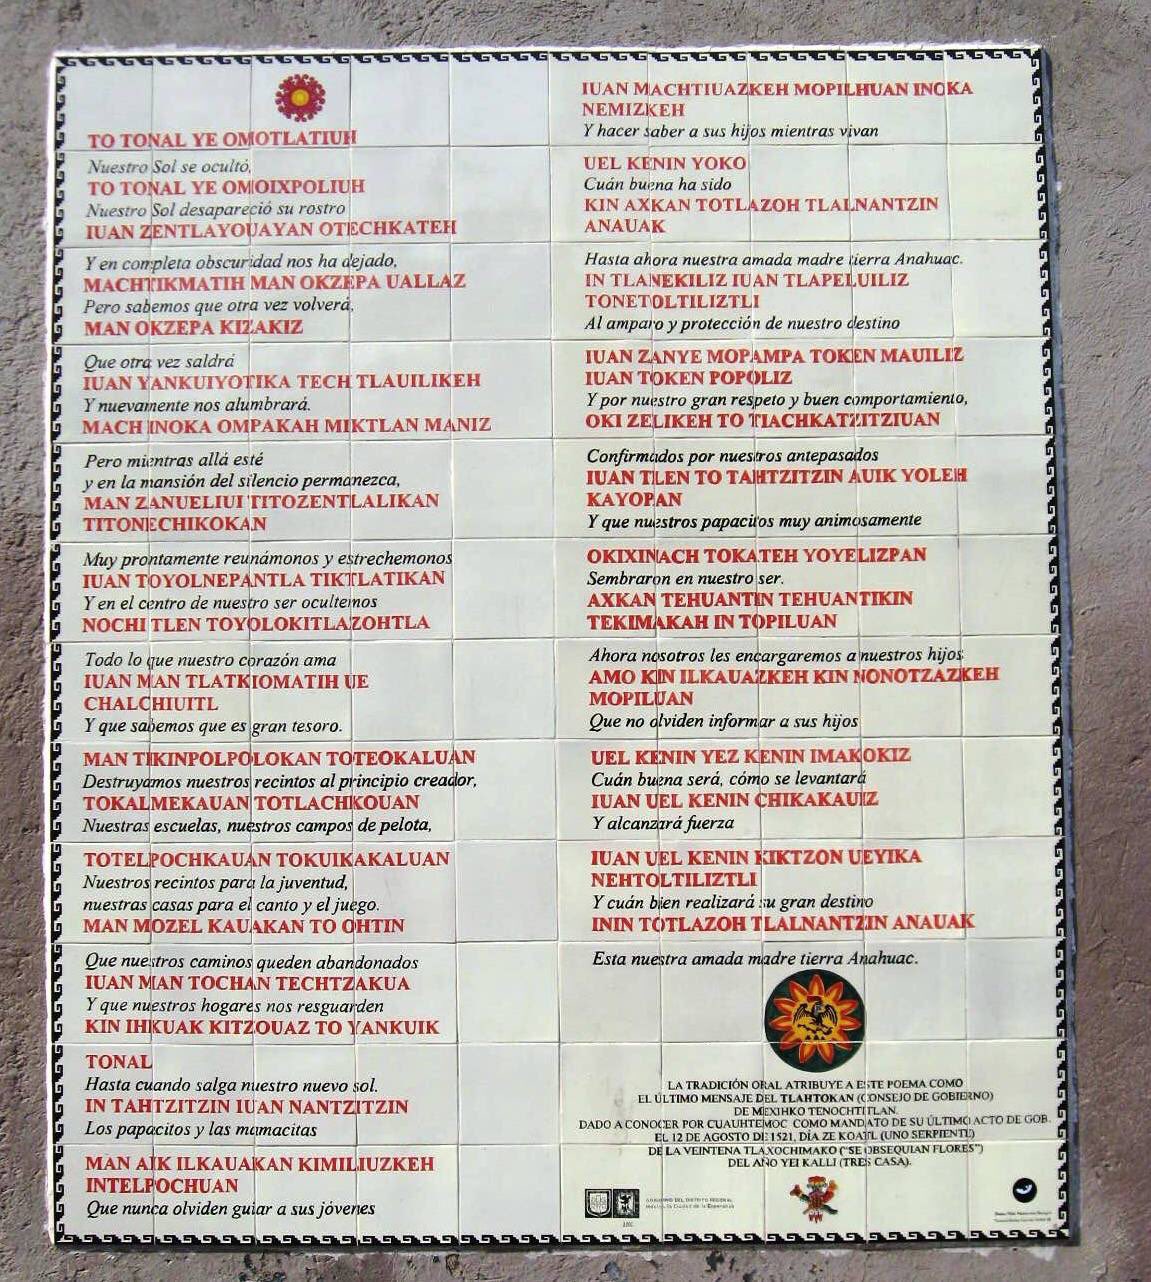 TO TONAL YE OMOTLATIUH
Nuestro Sol se ocultó,
TO TONAL YE OMOIXPOLIUH
Nuestro Sol desapareció su rostro
IUAN ZENTLAYOUAYAN OTECHKATEH
Y en completa obscuridad nos ha dejado,
MACHTIKMATIH MAN OKZEPA UALLAZ
Pero sabemos que otra vez volverá,
MAN OKZEPA KIZAKIZ
Que otra vez saldrá
IUAN YANKUIYOTIKA TECH TLAUILIKEH
Y nuevamente nos alumbrará.
MACH INOKA OMPAKAH MIKTLAN MANIZ
Pero mientras allá esté
y en la mansión del silencio permanezca,
MAN ZANUELIUI TITOZENTLALIKAN
TITONECHIKOKAN
Muy prontamente reunámonos y estrechemonos
IUAN TOYOLNEPANTLA TIKTLATIKAN
Y en el centro de nuestro ser ocultemos
NOCHI TLEN TOYOLOKITLAZOHTLA
Todo lo que nuestro corazón ama
IUAN MAN TLATKIOMATIH UE
CHALCHIUITL
Y que sabemos que es gran tesoro.
MAN TIKINPOLPOLOKAN TOTEOKALUAN
Destruyamos nuestros recintos al principio creador,
TOKALMEKAUAN TOTLACHKOUAN
Nuestras escuelas, nuestros campos de pelota,
TOTELPOCHKAUAN TOKUIKAKALUAN
Nuestros recintos para la juventud,
nuestras casas para el canto y el juego.
MAN MOZEL KAUAKAN TO OHTIN
Que nuestros caminos queden abandonados
IUAN MAN TOCHAN TECHTZAKUA
Y que nuestros hogares nos resguarden
KIN IHKUAK KITZOUAZ TO YANKUIK
TONAL
Hasta cuando salga nuestro nuevo sol.
IN TAHTZITZIN IUAN NANTZITZIN
Los papacitos y las mamacitas
MAN AIK ILKAUAKAN KIMILIUZKEH
INTELPOCHUAN
Que nunca olviden guiar a sus jóvenes
IUAN MACHTIUAZKEH MOPILHUAN INOKA
NEMIZKEH
Y hacer saber a sus hijos mientras vivan
UEL KENIN YOKO
Cuán buena ha sido
KIN AXKAN TOTLAZOH TLALNANTZIN
ANAUAK
Hasta ahora nuestra amada madre tierra Anahuac.
IN TLANEKILIZ IUAN TLAPELUILIZ
TONETOLTILIZTLI
Al amparo y protección de nuestro destino
IUAN ZANYE MOPAMPA TOKEN MAUILIZ
IUAN TOKEN POPOLIZ
Y por nuestro gran respeto y buen comportamiento,
OKI ZELIKEH TO TIACHKATZITZIUAN
Confirmados por nuestros antepasados
IUAN TLEN TO TAHTZITZIN AUIK YOLEH
KAYOPAN
Y que nuestros papacitos muy animosamente
OKIXINACH TOKATEH YOYELIZPAN
Sembraron en nuestro ser.
AXKAN TEHUANTIN TEHUANTIKIN
TEKIMAKAH IN TOPILUAN
Ahora nosotros les encargaremos a nuestros hijos
AMO KIN ILKAUAZKEH KIN NONOTZAZKEH
MOPILUAN
Que no olviden informar a sus hijos
UEL KENIN YEZ KENIN IMAKOKIZ
Cuán buena será, cómo se levantará
IUAN UEL KENIN CHIKAKAUIZ
Y alcanzará fuerza
IUAN UEL KENIN KIKTZON UEYIKA
NEHTOLTILIZTLI
Y cuán bien realizará su gran destino
ININ TOTLAZOH TLALNANTZIN ANAUAK
Esta nuestra amada madre tierra Anahuac.
LA TRADICIÓN ORAL ATRIBUYE A ESTE POEMA COMO
EL ÚLTIMO MENSAJE DEL TLAHTOKAN (CONSEJO DE GOBIERNO)
DE MEXIHKO TENOCHTITLAN.
DADO A CONOCER POR CUAUHTEMOC COMO MANDATO DE SU ÚLTIMO ACTO DE GOB.
EL 12 DE AGOSTO DE 1521, DÍA ZE KOATL (UNO SERPIENTE)
DE LA VEINTENA TLAXOCHIMAKO ("SE OBSEQUIAN FLORES")
DEL AÑO YEI KALLI (TRES CASA).
GOBIERNO DEL DISTRITO FEDERAL
México, la Ciudad de la Esperanza